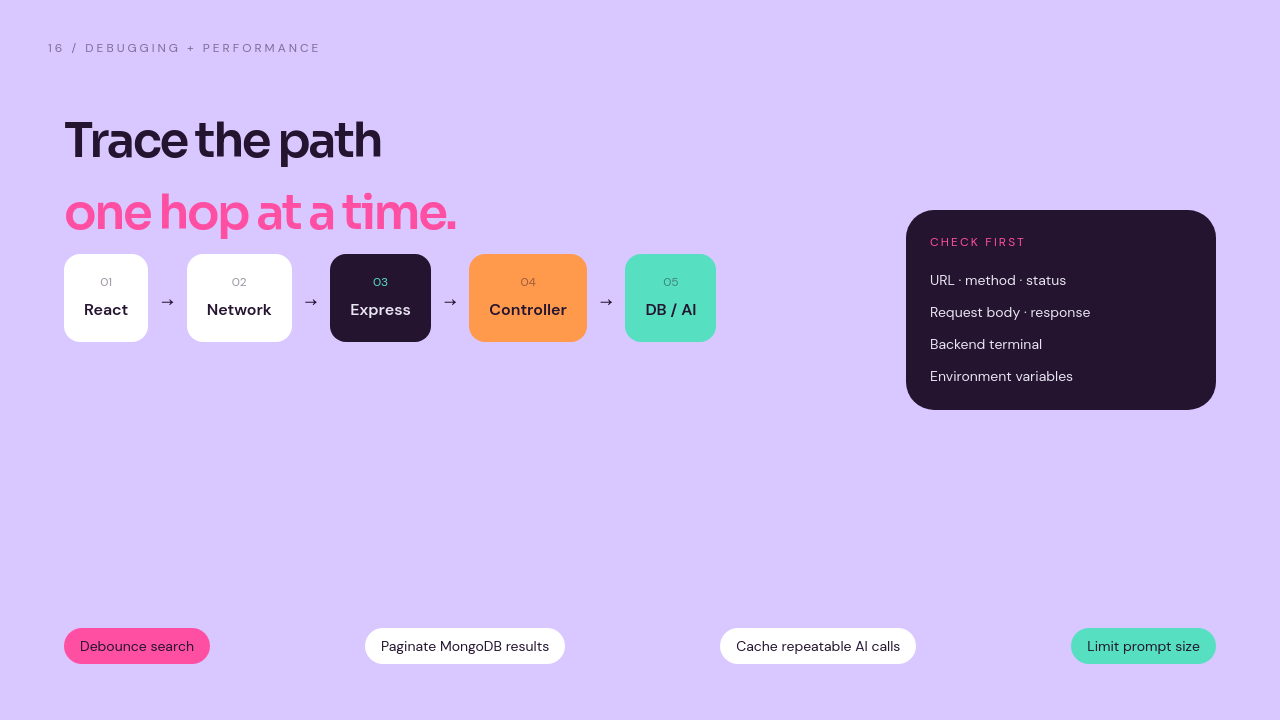 16 / DEBUGGING + PERFORMANCE
Trace the path
one hop at a time.
01
React
→
02
Network
→
03
Express
→
04
Controller
→
05
DB / AI
CHECK FIRST
URL · method · status
Request body · response
Backend terminal
Environment variables
Debounce search
Paginate MongoDB results
Cache repeatable AI calls
Limit prompt size